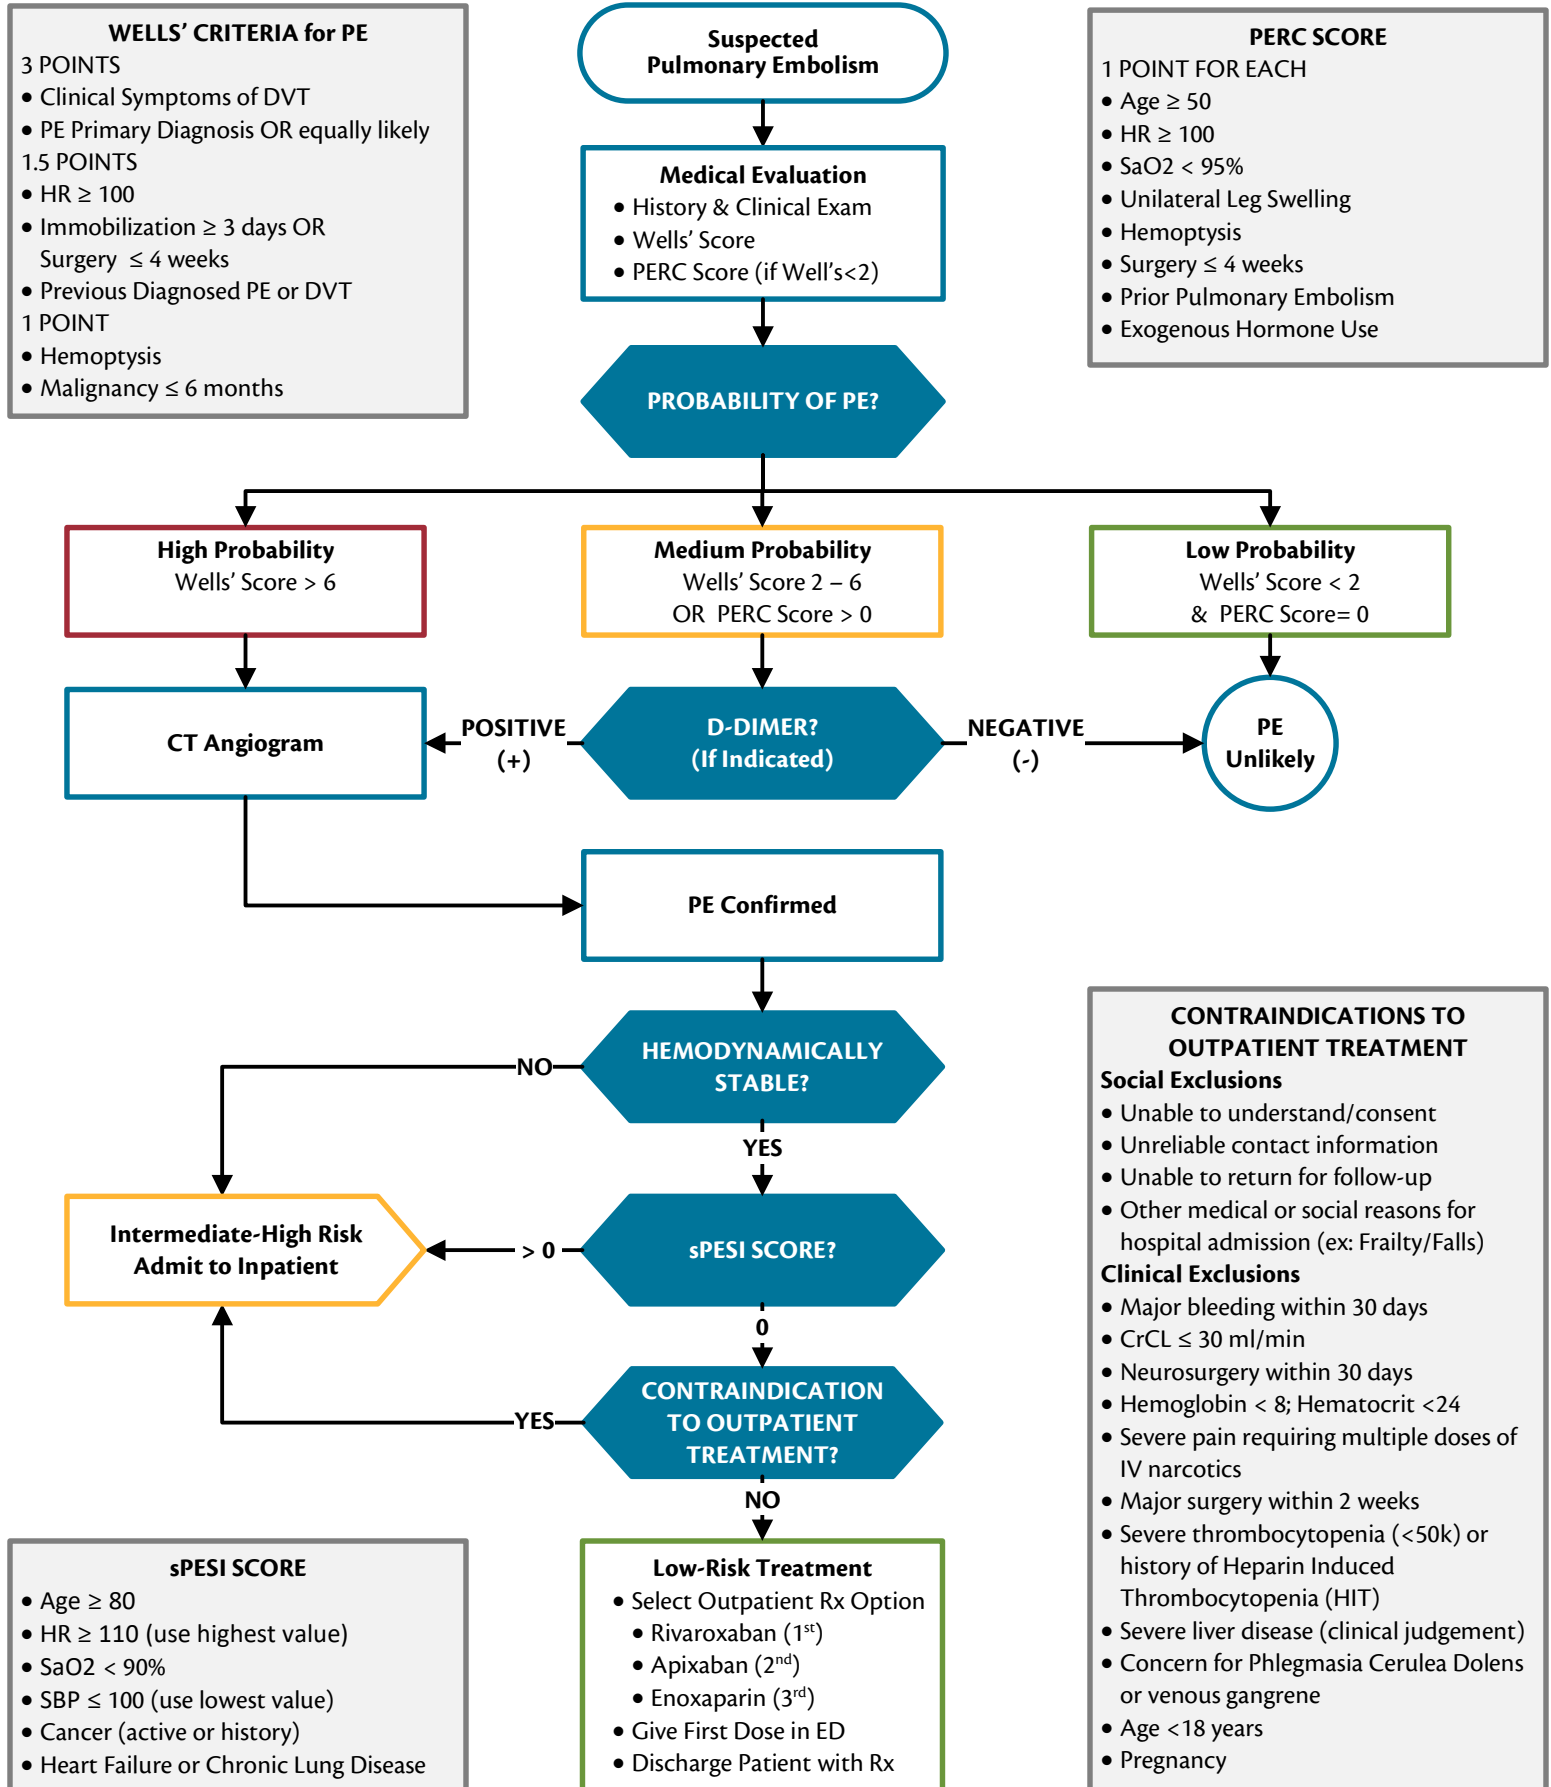 WELLS’ CRITERIA for PE
3 POINTS
• Clinical Symptoms of DVT
• PE Primary Diagnosis OR equally likely
1.5 POINTS
• HR ≥ 100
• Immobilization ≥ 3 days OR
Surgery ≤ 4 weeks
• Previous Diagnosed PE or DVT
1 POINT
• Hemoptysis
• Malignancy ≤ 6 months
Suspected
Pulmonary Embolism
Medical Evaluation
• History & Clinical Exam
• Wells’ Score
• PERC Score (if Well’s<2)
PERC SCORE
1 POINT FOR EACH
• Age ≥ 50
• HR ≥ 100
• SaO2 < 95%
• Unilateral Leg Swelling
• Hemoptysis
• Surgery ≤ 4 weeks
• Prior Pulmonary Embolism
• Exogenous Hormone Use
PROBABILITY OF PE?
High Probability
Wells’ Score > 6
Medium Probability
Wells’ Score 2 – 6
OR PERC Score > 0
Low Probability
Wells’ Score < 2
& PERC Score= 0
CT Angiogram
POSITIVE
(+)
D-DIMER?
(If Indicated)
NEGATIVE
(-)
PE
Unlikely
PE Confirmed
HEMODYNAMICALLY
STABLE?
NO
YES
Intermediate-High Risk
Admit to Inpatient
> 0
sPESI SCORE?
0
CONTRAINDICATION
TO OUTPATIENT
TREATMENT?
YES
NO
CONTRAINDICATIONS TO
OUTPATIENT TREATMENT
Social Exclusions
• Unable to understand/consent
• Unreliable contact information
• Unable to return for follow-up
• Other medical or social reasons for
hospital admission (ex: Frailty/Falls)
Clinical Exclusions
• Major bleeding within 30 days
• CrCL ≤ 30 ml/min
• Neurosurgery within 30 days
• Hemoglobin < 8; Hematocrit <24
• Severe pain requiring multiple doses of
IV narcotics
• Major surgery within 2 weeks
• Severe thrombocytopenia (<50k) or
history of Heparin Induced
Thrombocytopenia (HIT)
• Severe liver disease (clinical judgement)
• Concern for Phlegmasia Cerulea Dolens
or venous gangrene
• Age <18 years
• Pregnancy
sPESI SCORE
• Age ≥ 80
• HR ≥ 110 (use highest value)
• SaO2 < 90%
• SBP ≤ 100 (use lowest value)
• Cancer (active or history)
• Heart Failure or Chronic Lung Disease
Low-Risk Treatment
• Select Outpatient Rx Option
• Rivaroxaban (1st)
• Apixaban (2nd)
• Enoxaparin (3rd)
• Give First Dose in ED
• Discharge Patient with Rx